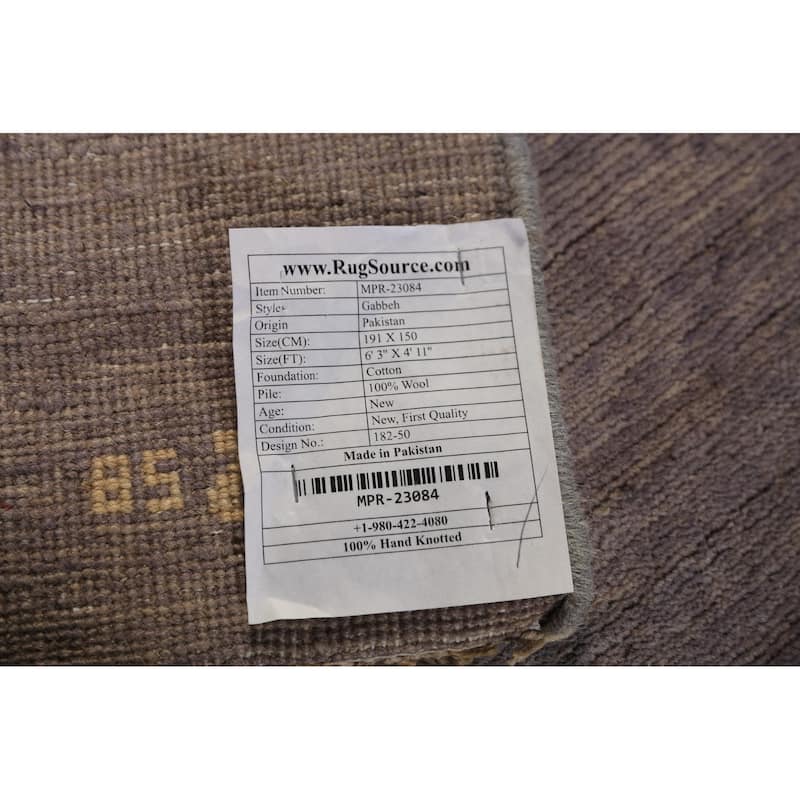 www.RugSource.com
Item Number: MPR-23084
Style: Gabbeh
Origin Pakistan
Size(CM): 191 X 150
Size(FT): 6' 3" X 4' 11"
Foundation: Cotton
Pile: 100% Wool
Age: New
Condition: New, First Quality
Design No.: 182-50
Made in Pakistan
MPR-23084
+1-980-422-4080
100% Hand Knotted